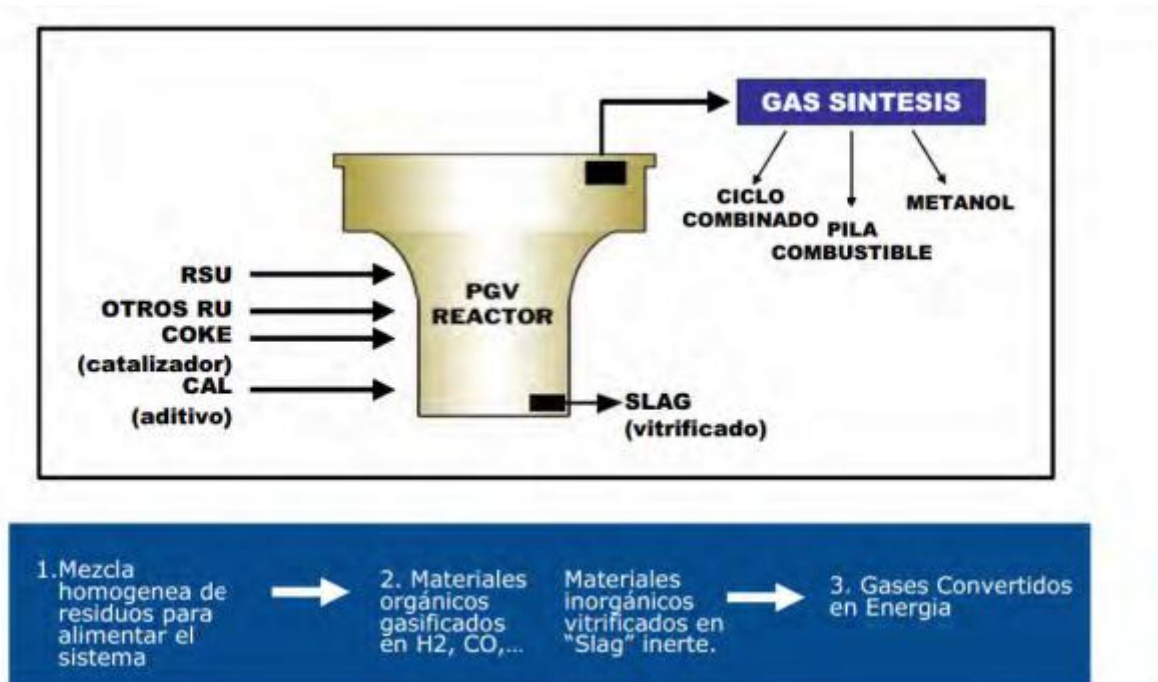 GAS SINTESIS
CICLO
COMBINADO
PILA
COMBUSTIBLE
METANOL
RSU
OTROS RU
COKE
(catalizador)
CAL
(aditivo)
PGV
REACTOR
SLAG
(vitrificado)
1.Mezcla
homogenea de
residuos para
alimentar el
sistema
2. Materiales
orgánicos
gasificados
en H2, CO,...
Materiales
inorgánicos
vitrificados en
"Slag" inerte.
3. Gases Convertidos
en Energia